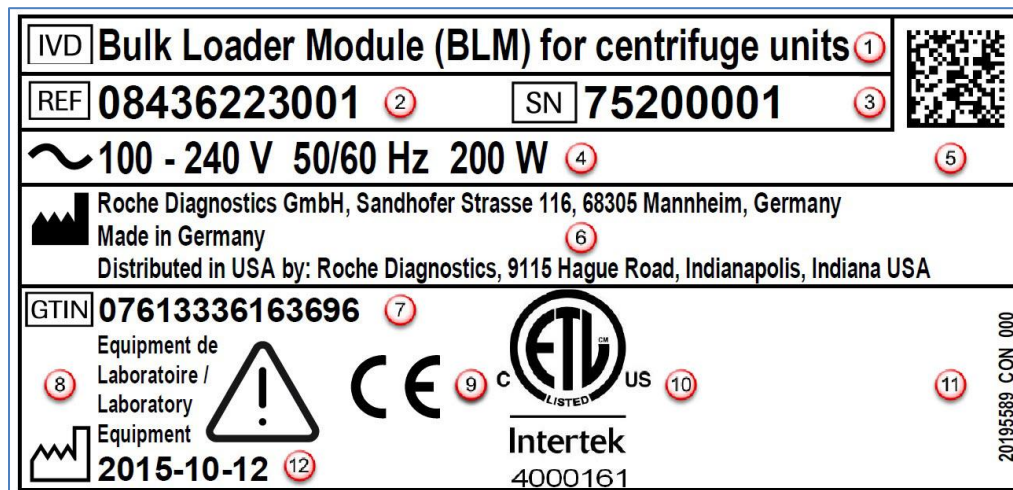 IVD Bulk Loader Module (BLM) for centrifuge units 1
REF 08436223001 2 SN 75200001 3
100 - 240 V 50/60 Hz 200 W 4 5
Roche Diagnostics GmbH, Sandhofer Strasse 116, 68305 Mannheim, Germany
Made in Germany 6
Distributed in USA by: Roche Diagnostics, 9115 Hague Road, Indianapolis, Indiana USA
GTIN 07613336163696 7
Equipment de
8 Laboratoire /
Laboratory
Equipment
2015-10-12 12
CE 9
ETL CM
C US 10
LISTED
Intertek
4000161
11
20195589 CON 000